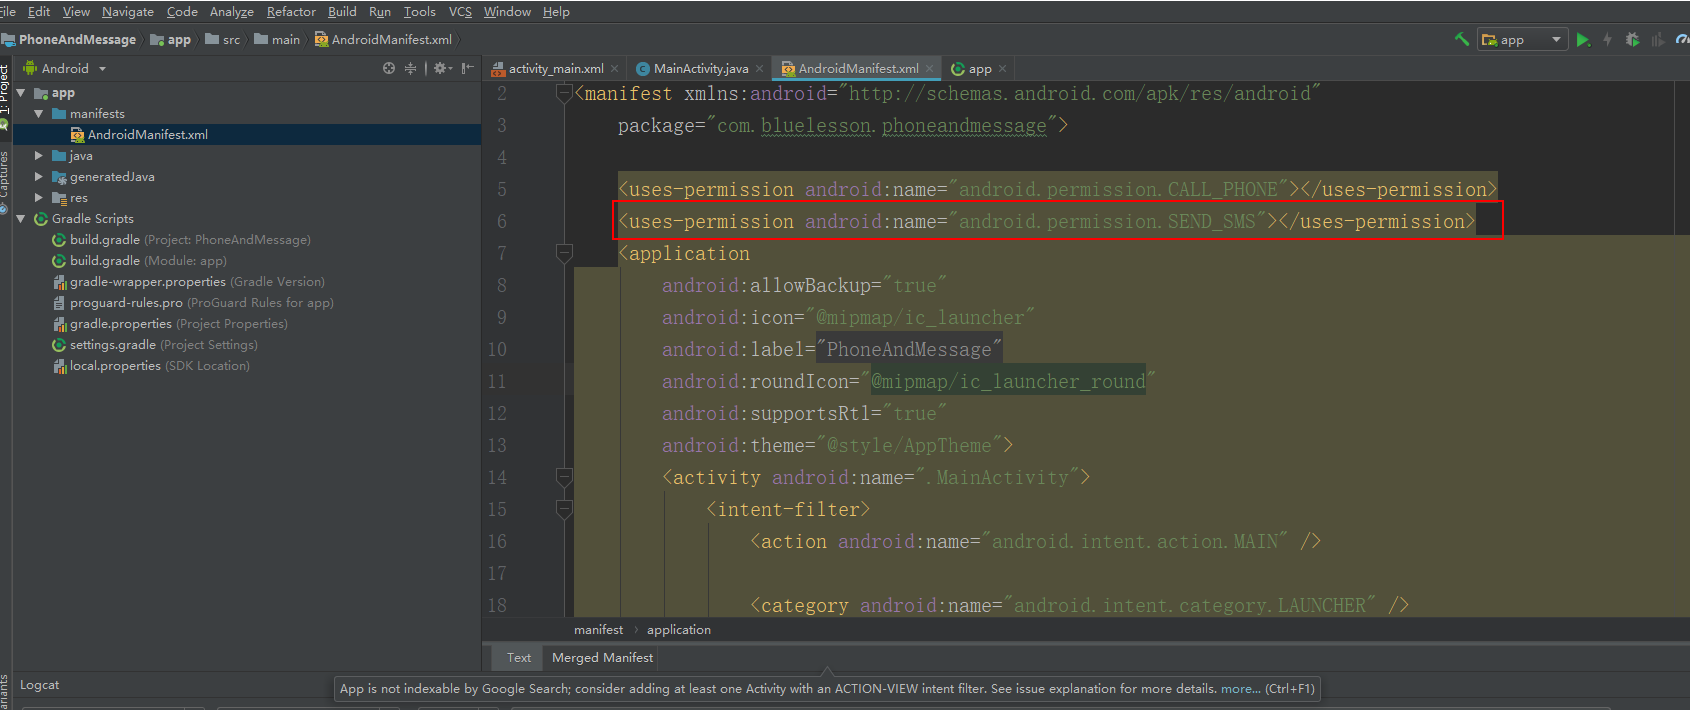 File Edit View Navigate Code Analyze Refactor Build Run Tools VCS Window Help
PhoneAndMessage app src main AndroidManifest.xml app
1: Project
Captures
Android
app
manifests
AndroidManifest.xml
java
generatedJava
res
Gradle Scripts
build.gradle (Project: PhoneAndMessage)
build.gradle (Module: app)
gradle-wrapper.properties (Gradle Version)
proguard-rules.pro (ProGuard Rules for app)
gradle.properties (Project Properties)
settings.gradle (Project Settings)
local.properties (SDK Location)
activity_main.xml MainActivity.java AndroidManifest.xml app
2 <manifest xmlns:android="http://schemas.android.com/apk/res/android"
3 package="com.bluelesson.phoneandmessage">
4
5 <uses-permission android:name="android.permission.CALL_PHONE"></uses-permission>
6 <uses-permission android:name="android.permission.SEND_SMS"></uses-permission>
7 <application
8 android:allowBackup="true"
9 android:icon="@mipmap/ic_launcher"
10 android:label="PhoneAndMessage"
11 android:roundIcon="@mipmap/ic_launcher_round"
12 android:supportsRtl="true"
13 android:theme="@style/AppTheme">
14 <activity android:name=".MainActivity">
15 <intent-filter>
16 <action android:name="android.intent.action.MAIN" />
17
18 <category android:name="android.intent.category.LAUNCHER" />
manifest application
Text Merged Manifest
Logcat
App is not indexable by Google Search; consider adding at least one Activity with an ACTION-VIEW intent filter. See issue explanation for more details. more... (Ctrl+F1)